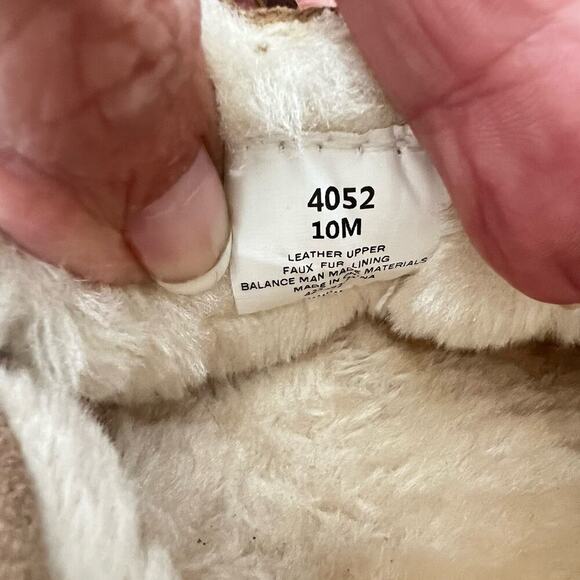 4052
10M
LEATHER UPPER
FAUX FUR LINING
BALANCE MAN MADE MATERIALS
MADE IN